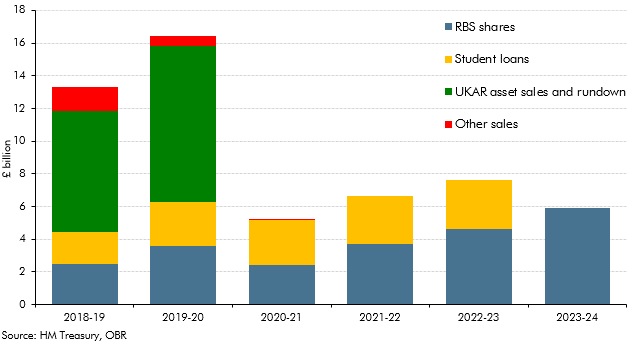 18
16
14
12
10
8
6
4
2
0
£ billion
RBS shares
Student loans
UKAR asset sales and rundown
Other sales
2018-19 2019-20 2020-21 2021-22 2022-23 2023-24
Source: HM Treasury, OBR